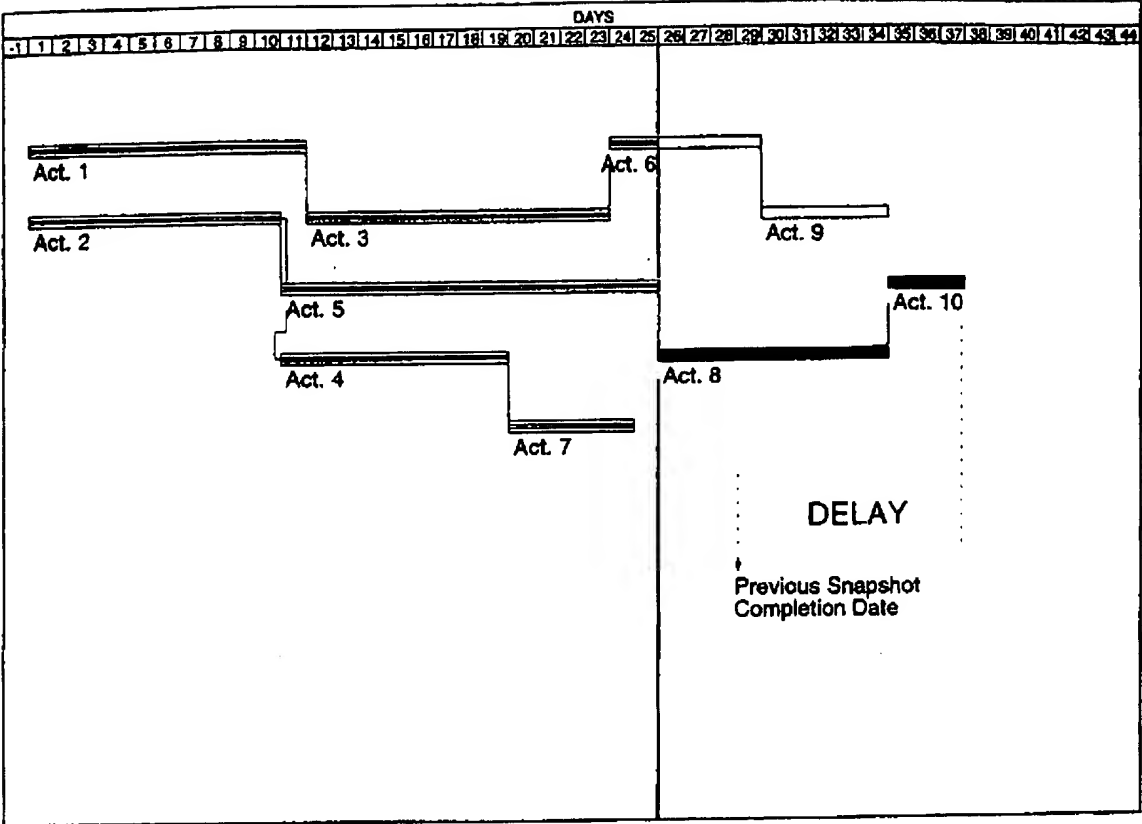 DAYS
-1 1 2 3 4 5 6 7 8 9 10 11 12 13 14 15 16 17 18 19 20 21 22 23 24 25 26 27 28 29 30 31 32 33 34 35 36 37 38 39 40 41 42 43 44
Act. 1
Act. 6
Act. 2
Act. 3
Act. 9
Act. 5
Act. 10
Act. 4
Act. 8
Act. 7
DELAY
Previous Snapshot
Completion Date